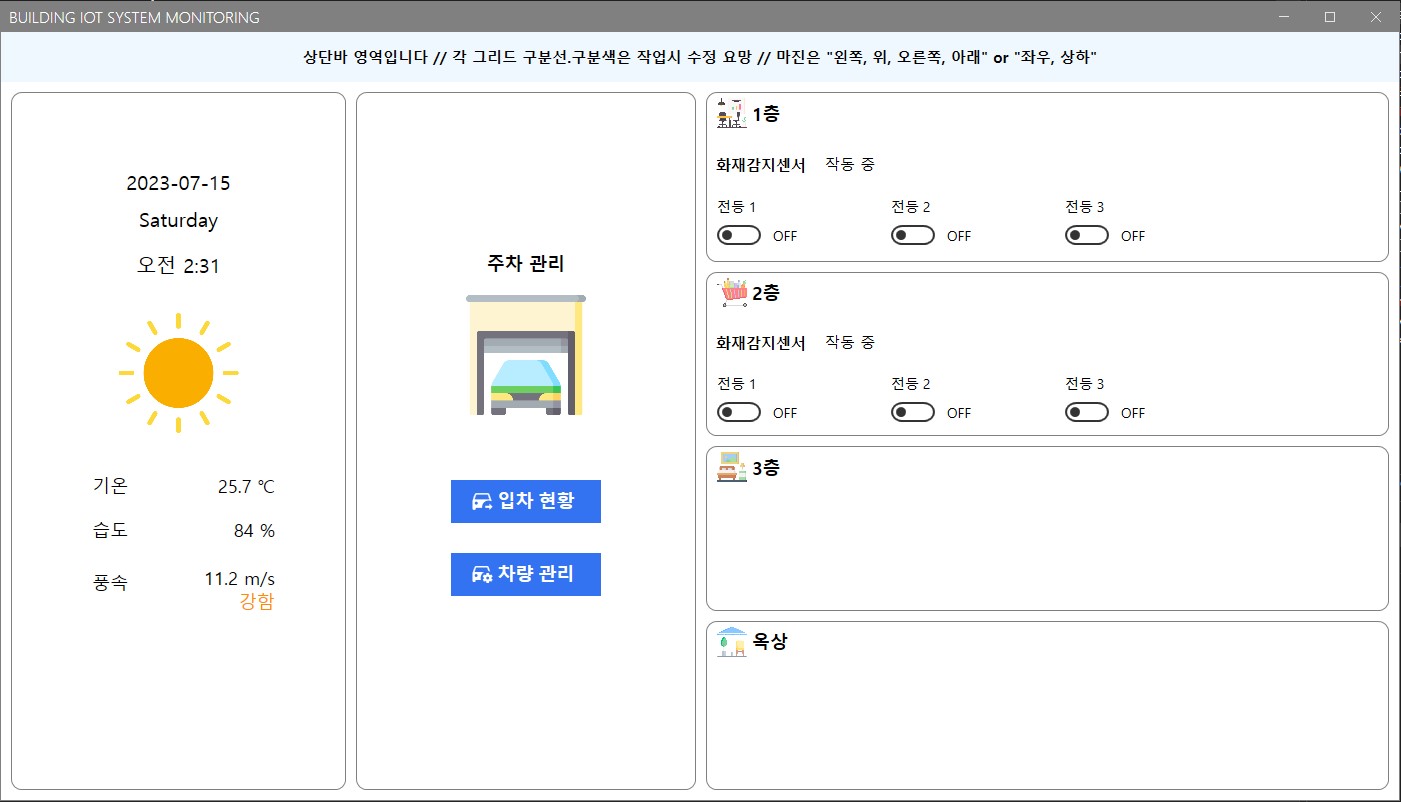 BUILDING IOT SYSTEM MONITORING
상단바 영역입니다 // 각 그리드 구분선.구분색은 작업시 수정 요망 // 마진은 "왼쪽, 위, 오른쪽, 아래" or "좌우, 상하"
2023-07-15
Saturday
오전 2:31
기온 25.7 ℃
습도 84 %
풍속 11.2 m/s
강함
주차 관리
입차 현황
차량 관리
1층
화재감지센서 작동 중
전등 1 전등 2 전등 3
OFF OFF OFF
2층
화재감지센서 작동 중
전등 1 전등 2 전등 3
OFF OFF OFF
3층
옥상